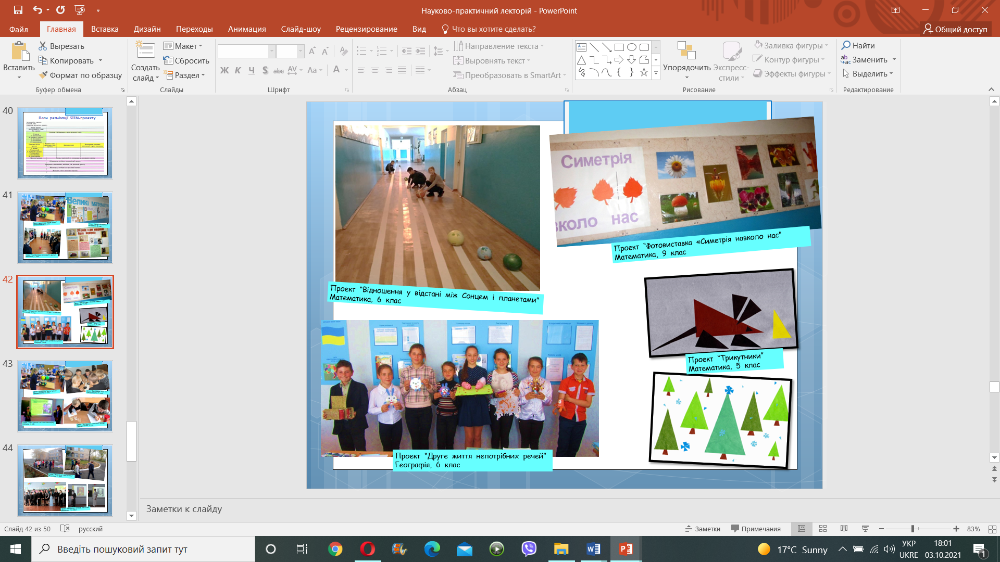 Науково-практичний лекторій - PowerPoint
Файл
Главная
Вставка
Дизайн
Переходы
Анимация
Слайд-шоу
Рецензирование
Вид
Что вы хотите сделать?
Общий доступ
Вставить
Вырезать
Копировать
Формат по образцу
Буфер обмена
Создать слайд
Макет
Сбросить
Раздел
Слайды
Ж К Ч S abc AV Aa A
Шрифт
Направление текста
Выровнять текст
Преобразовать в SmartArt
Абзац
Упорядочить
Экспресс-стили
Заливка фигуры
Контур фигуры
Эффекты фигуры
Рисование
Найти
Заменить
Выделить
Редактирование
40
План реалізації STEM-проекту
41
Великі математ
42
43
44
Симетрія
вколо нас
Проект “Фотовиставка «Симетрія навколо нас”
Математика, 9 клас
Проект “Відношення у відстані між Сонцем і планетами”
Математика, 6 клас
Проект “Трикутники”
Математика, 5 клас
Проект “Друге життя непотрібних речей”
Географія, 6 клас
Заметки к слайду
Слайд 42 из 50
русский
Заметки
Примечания
83%
Введіть пошуковий запит тут
17°C Sunny
УКР
UKRE
18:01
03.10.2021
1